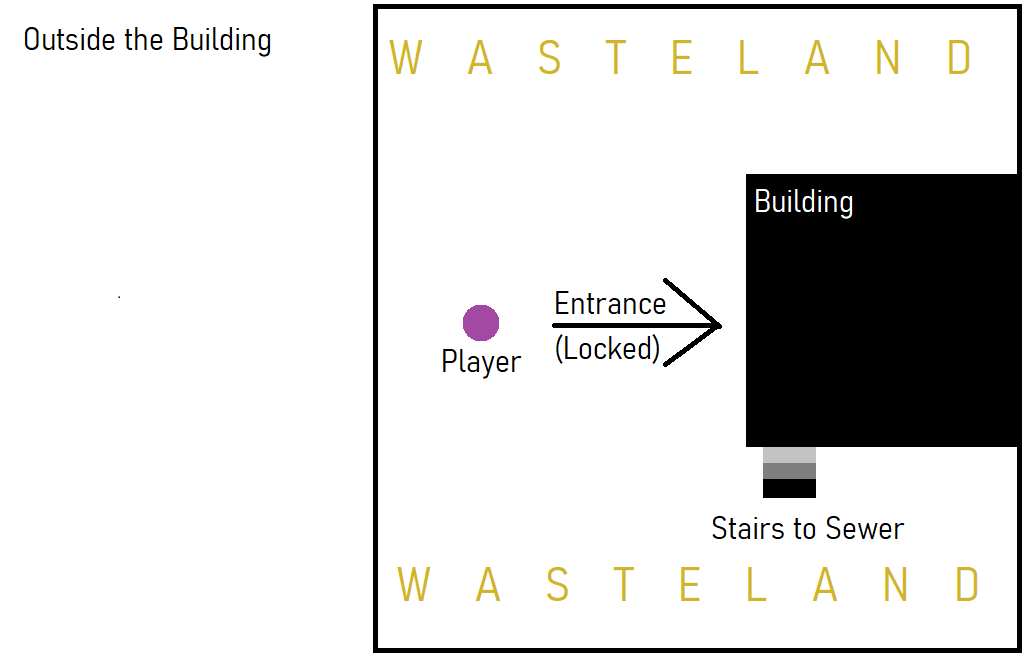 Outside the Building
W A S T E L A N D
Building
Entrance
(Locked)
Player
Stairs to Sewer
W A S T E L A N D